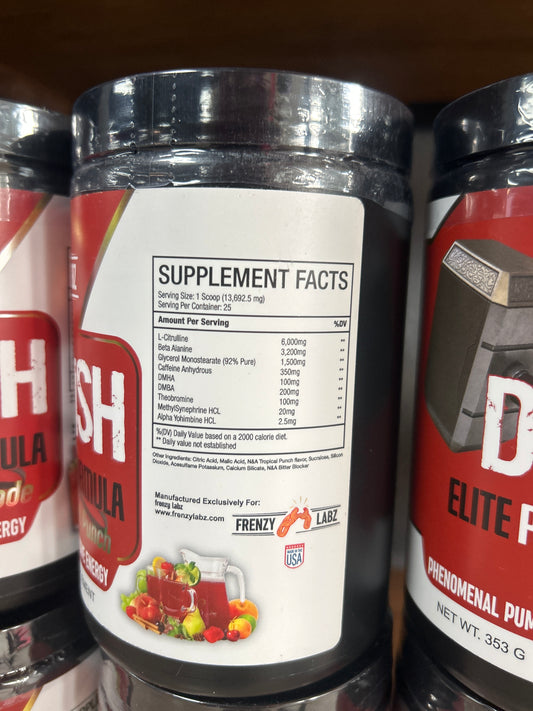 SUPPLEMENT FACTS
Serving Size: 1 Scoop (13,692.5 mg)
Serving Per Container: 25
Amount Per Serving %DV
L-Citrulline 6,000mg **
Beta Alanine 3,200mg **
Glycerol Monostearate (92% Pure) 1,500mg **
Caffeine Anhydrous 350mg **
DMHA 100mg **
DMBA 200mg **
Theobromine 100mg **
MethylSynephrine HCL 20mg **
Alpha Yohimbine HCL 2.5mg **
%(DV) Daily Value based on a 2000 calorie diet.
** Daily value not established
Other Ingredients: Citric Acid, Malic Acid, N&A Tropical Punch flavor, Sucralose, Silicon
Dioxide, Acesulfame Potassium, Calcium Silicate, N&A Bitter Blocker
Manufactured Exclusively For:
frenzy labz
www.frenzylabz.com
FRENZY LABZ
MADE IN THE
USA
SH
MULA
unch
ENERGY
EMENT
H
ULA
ade
ERGY
D
ELITE P
PHENOMENAL PUM
NET WT. 353 G